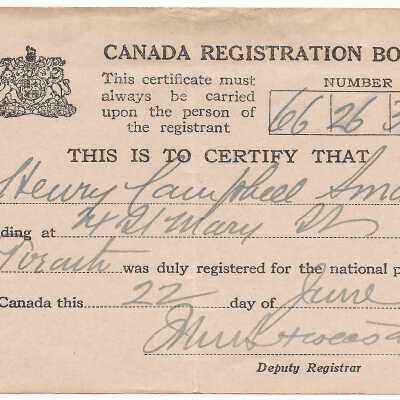 CANADA REGISTRATION BO
This certificate must
always be carried
upon the person of
the registrant
NUMBER
66 26 3
THIS IS TO CERTIFY THAT
Henry Campbell
ding at St Mary St
Toronto was duly registered for the national p
Canada this 22 day of June
Deputy Registrar